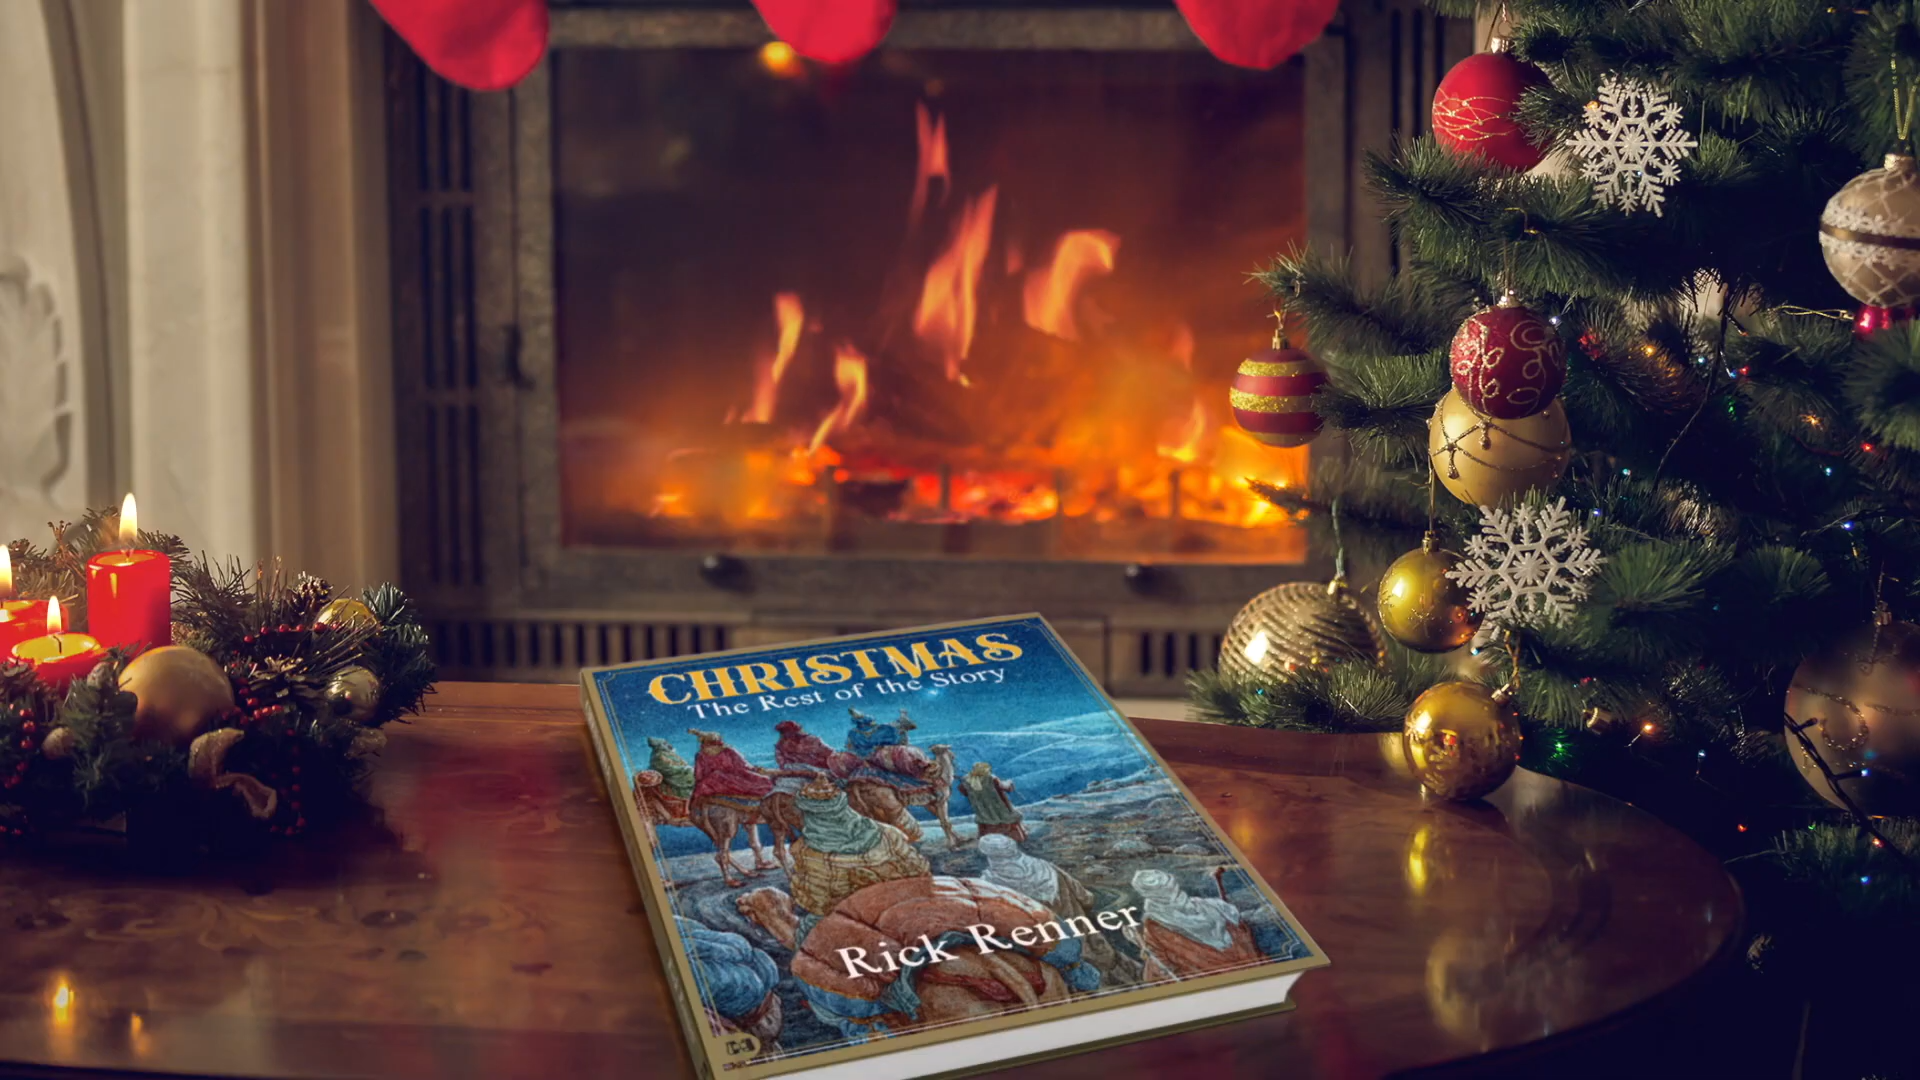 CHRISTMAS
The Rest of the Story
Rick Renner